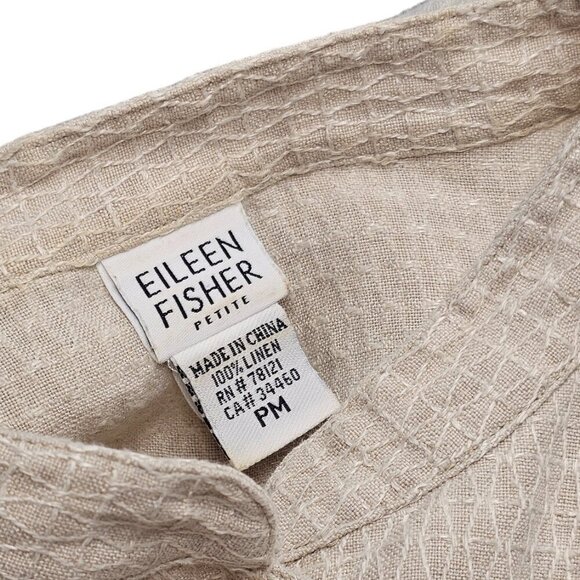 EILEEN
FISHER
PETITE
MADE IN CHINA
100% LINEN
RN# 78121
CA# 34460
PM